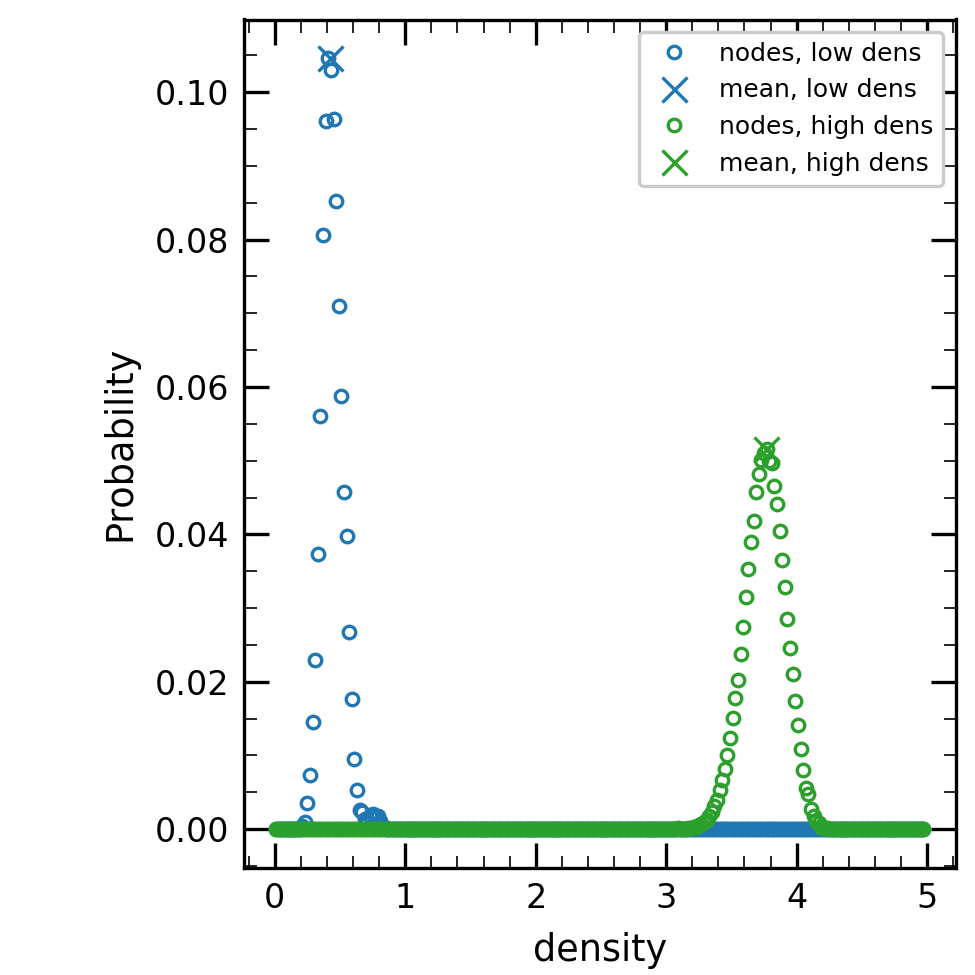 nodes, low dens
mean, low dens
nodes, high dens
mean, high dens
0.10
0.08
0.06
0.04
0.02
0.00
Probability
0 1 2 3 4 5
density